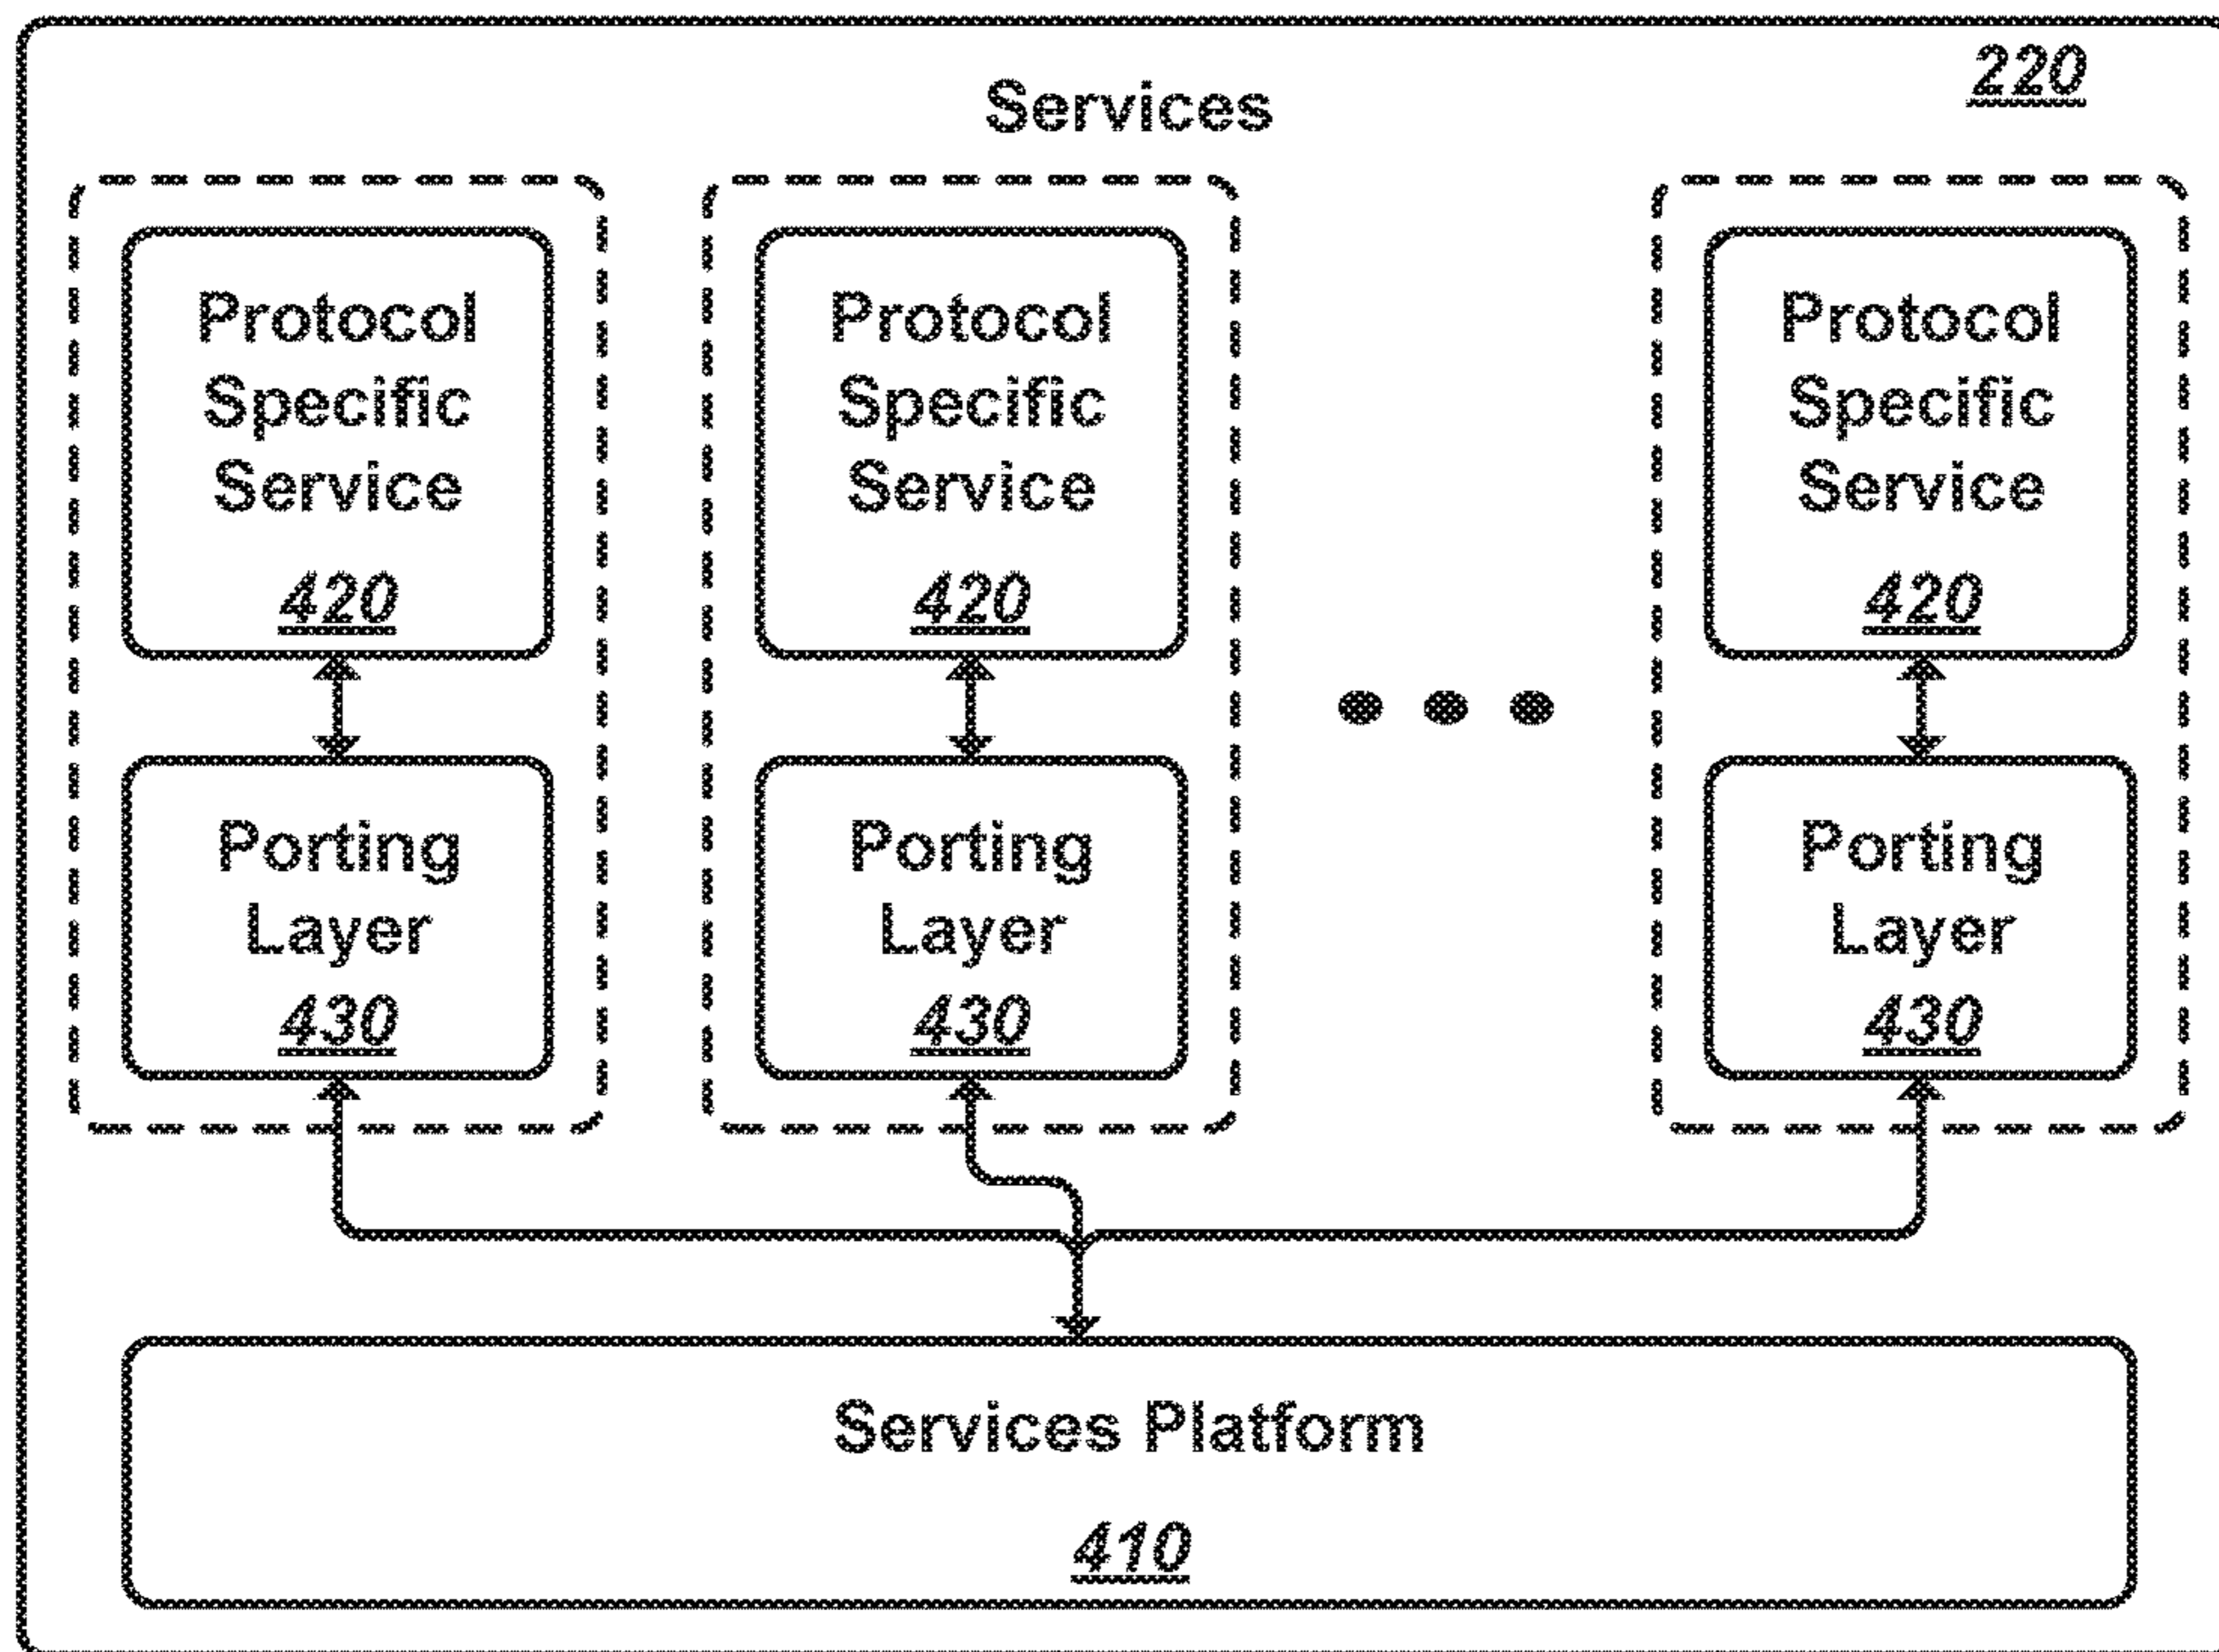 220
Services
Protocol
Specific
Service
420
Porting
Layer
430
Protocol
Specific
Service
420
Porting
Layer
430
Protocol
Specific
Service
420
Porting
Layer
430
Services Platform
410